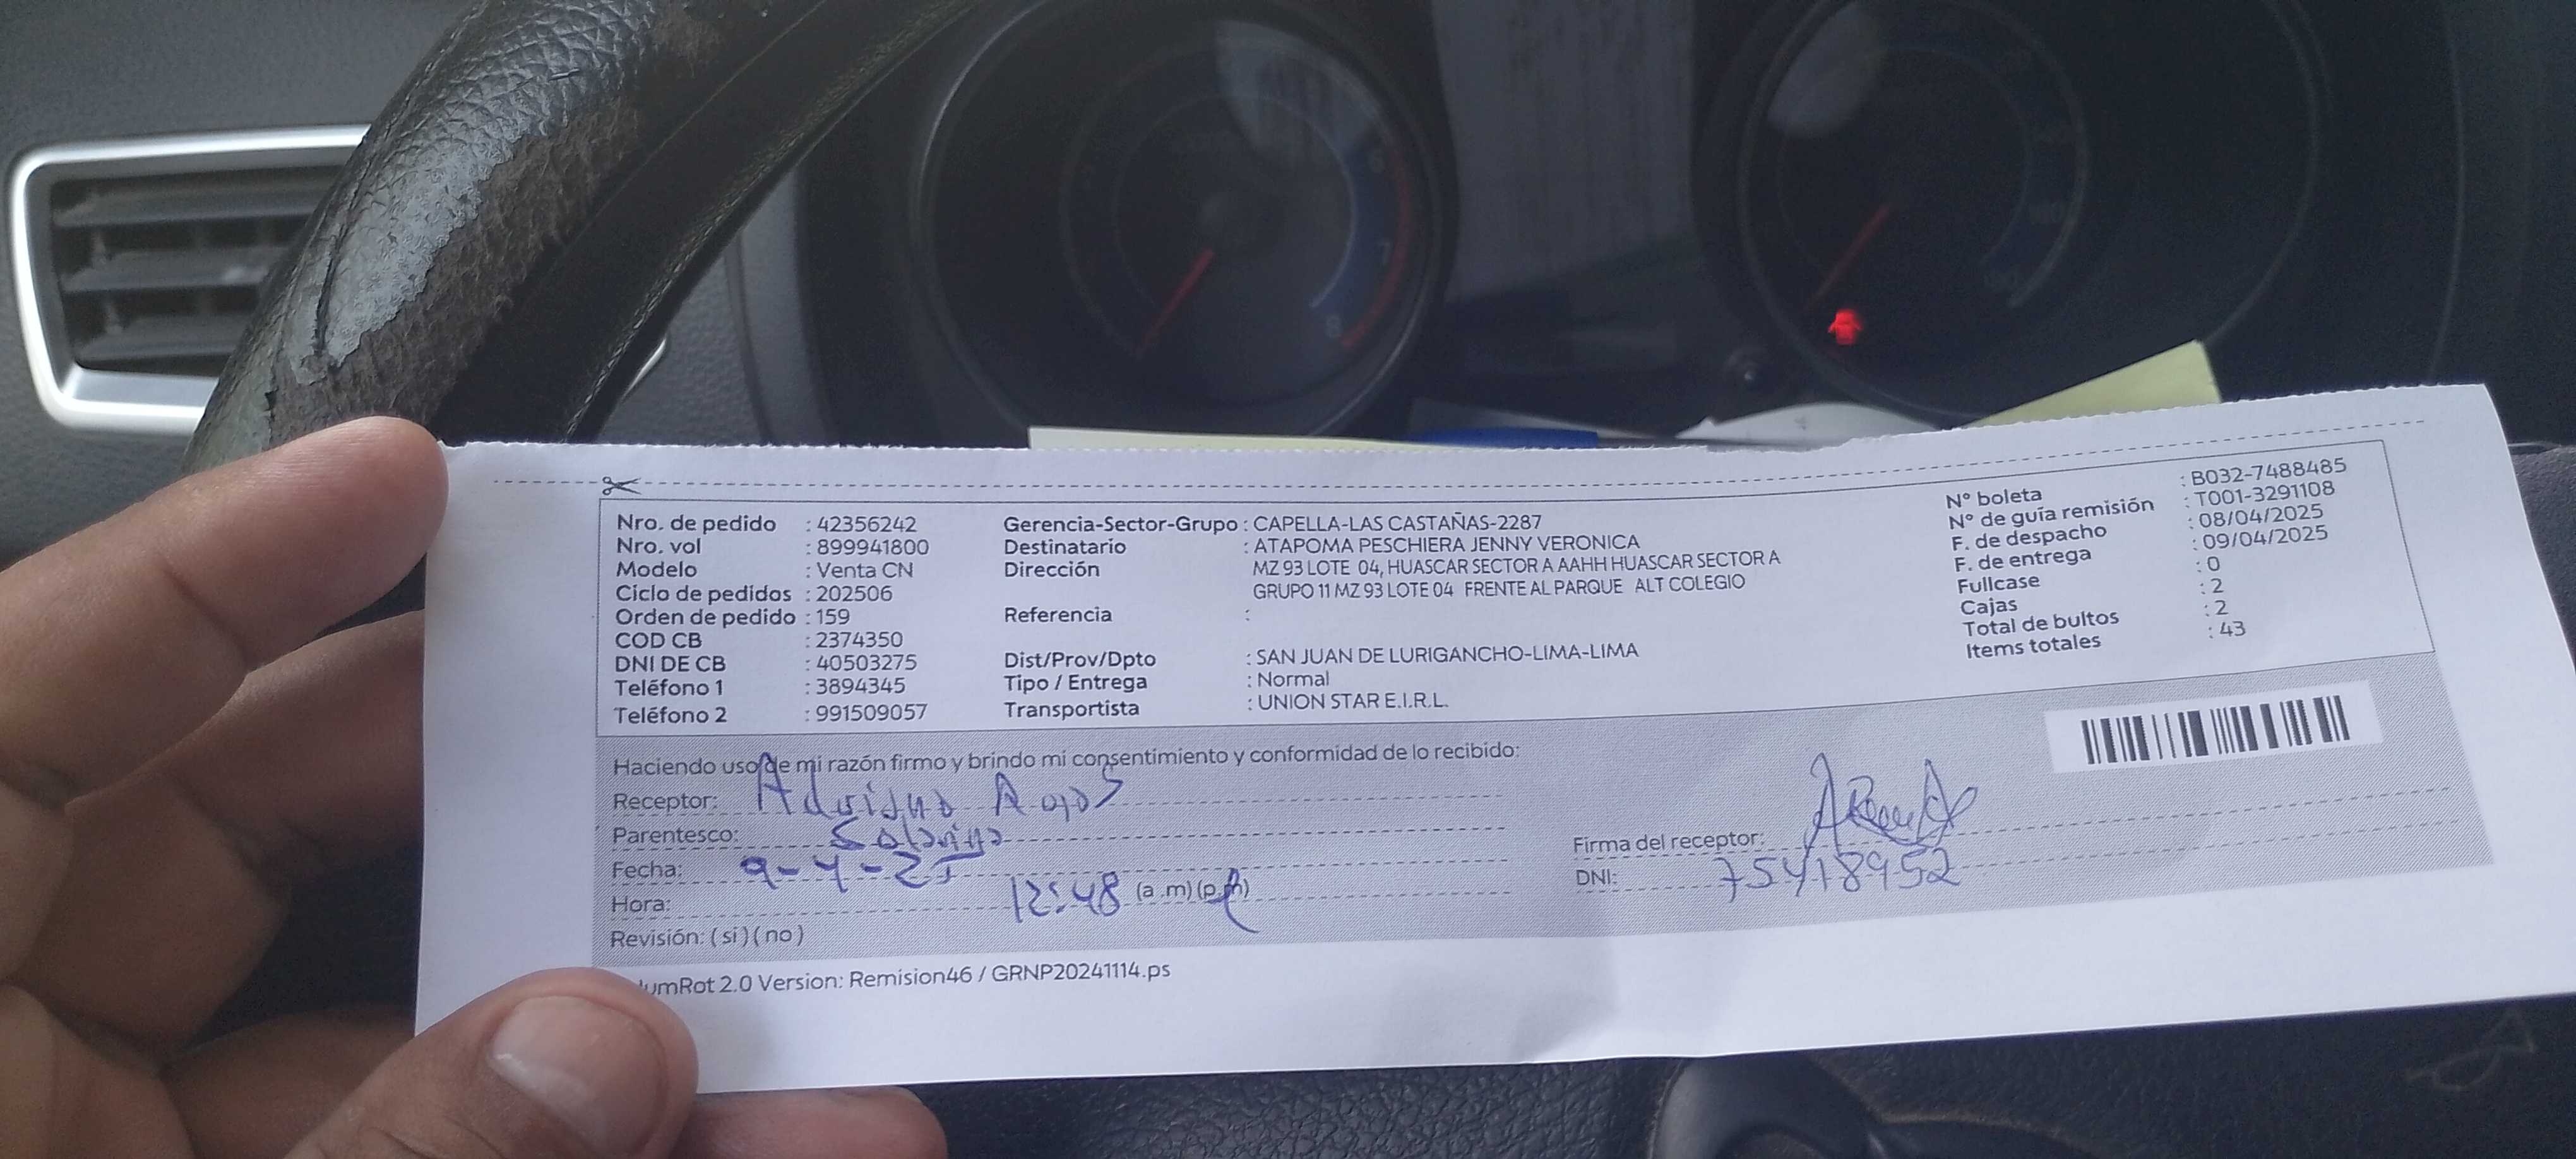 Nro. de pedido : 42356242
Nro. vol : 899941800
Modelo : Venta CN
Ciclo de pedidos : 202506
Orden de pedido : 159
COD CB : 2374350
DNI DE CB : 40503275
Teléfono 1 : 3894345
Teléfono 2 : 991509057
Gerencia-Sector-Grupo : CAPELLA-LAS CASTAÑAS-2287
Destinatario : ATAPOMA PESCHIERA JENNY VERONICA
Dirección MZ 93 LOTE 04, HUASCAR SECTOR A AAHH HUASCAR SECTOR A
GRUPO 11 MZ 93 LOTE 04 FRENTE AL PARQUE ALT COLEGIO
Referencia :
Dist/Prov/Dpto : SAN JUAN DE LURIGANCHO-LIMA-LIMA
Tipo / Entrega : Normal
Transportista : UNION STAR E.I.R.L.
N° boleta : B032-7488485
N° de guía remisión : T001-3291108
F. de despacho : 08/04/2025
F. de entrega : 09/04/2025
Fullcase : 0
Cajas : 2
Total de bultos : 2
Items totales : 43
Haciendo uso de mi razón firmo y brindo mi consentimiento y conformidad de lo recibido:
Receptor:
Parentesco: Sobrina
Fecha: 9-4-25
Hora: 12:48 (a.m) (p.m)
Revisión: ( si ) ( no )
Firma del receptor:
DNI: 75418952
umRot 2.0 Version: Remision46 / GRNP20241114.ps
6
7
8